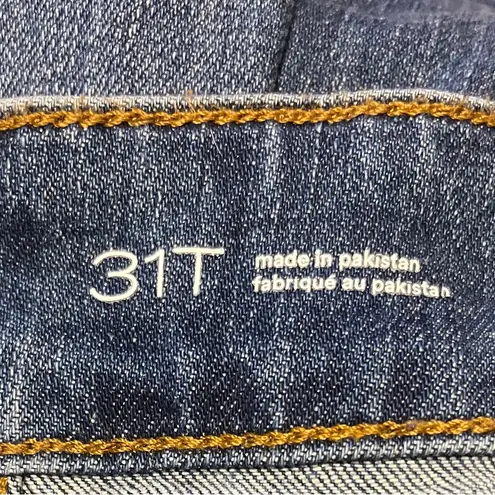 31T
made in pakistan
fabriqué au pakistan